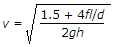 v = √((1.5 + 4fl/d)/(2gh))